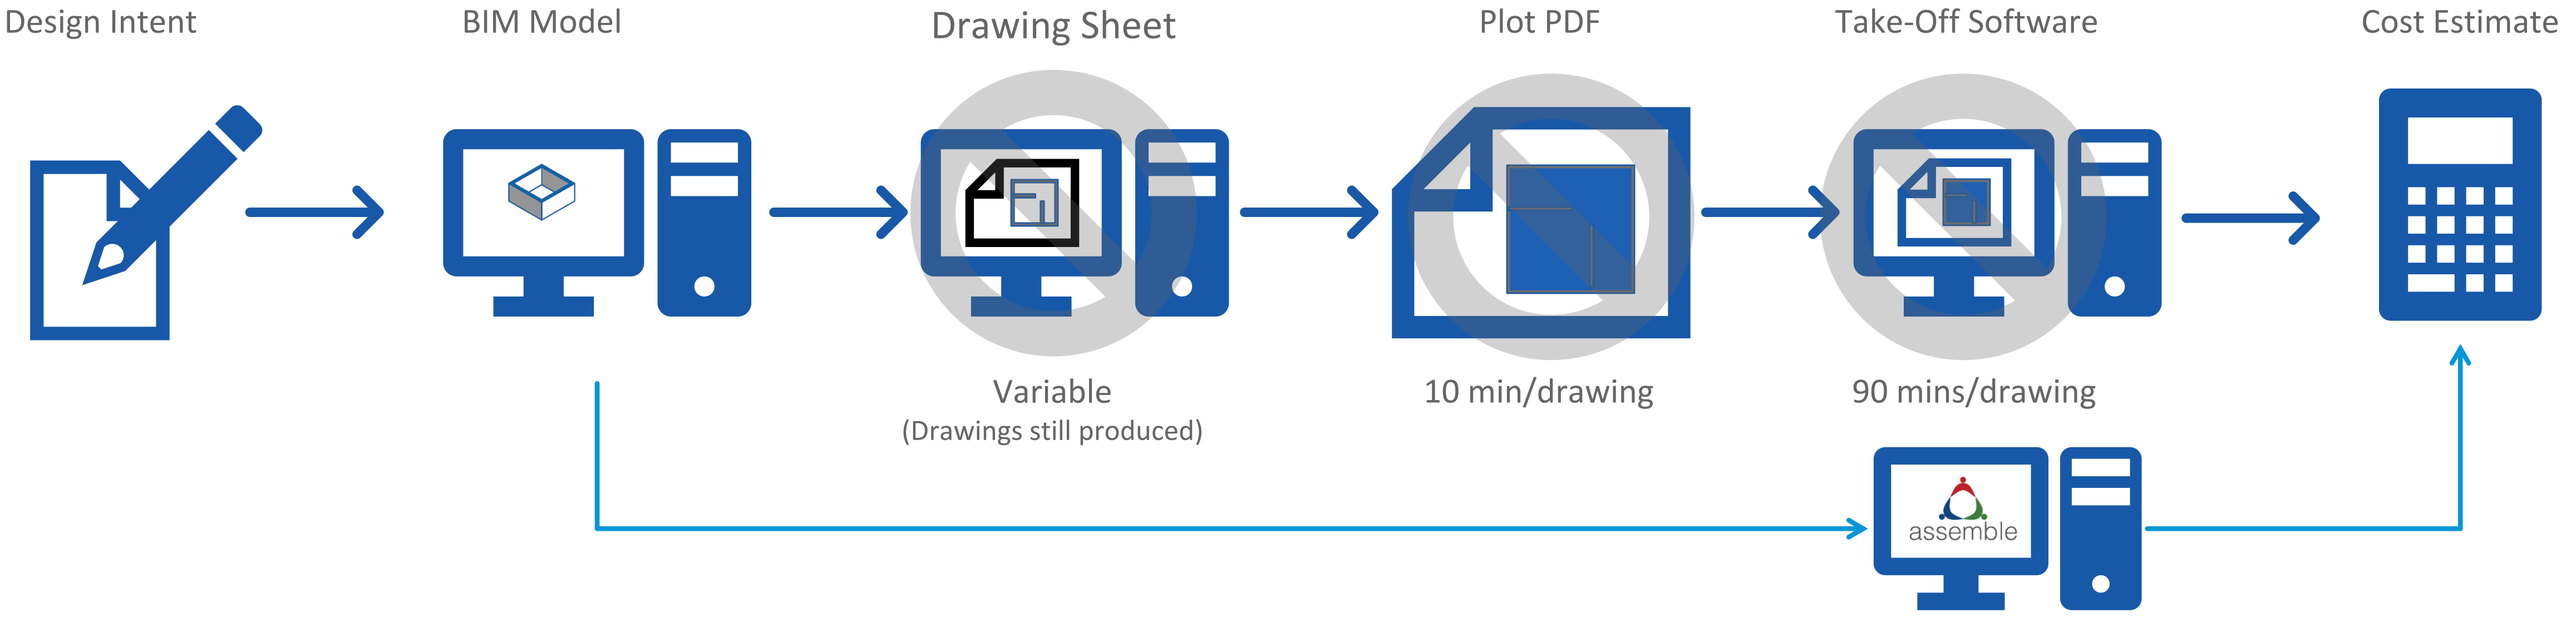 Design Intent
BIM Model
Drawing Sheet
Plot PDF
Take-Off Software
Cost Estimate
Variable
(Drawings still produced)
10 min/drawing
90 mins/drawing
assemble